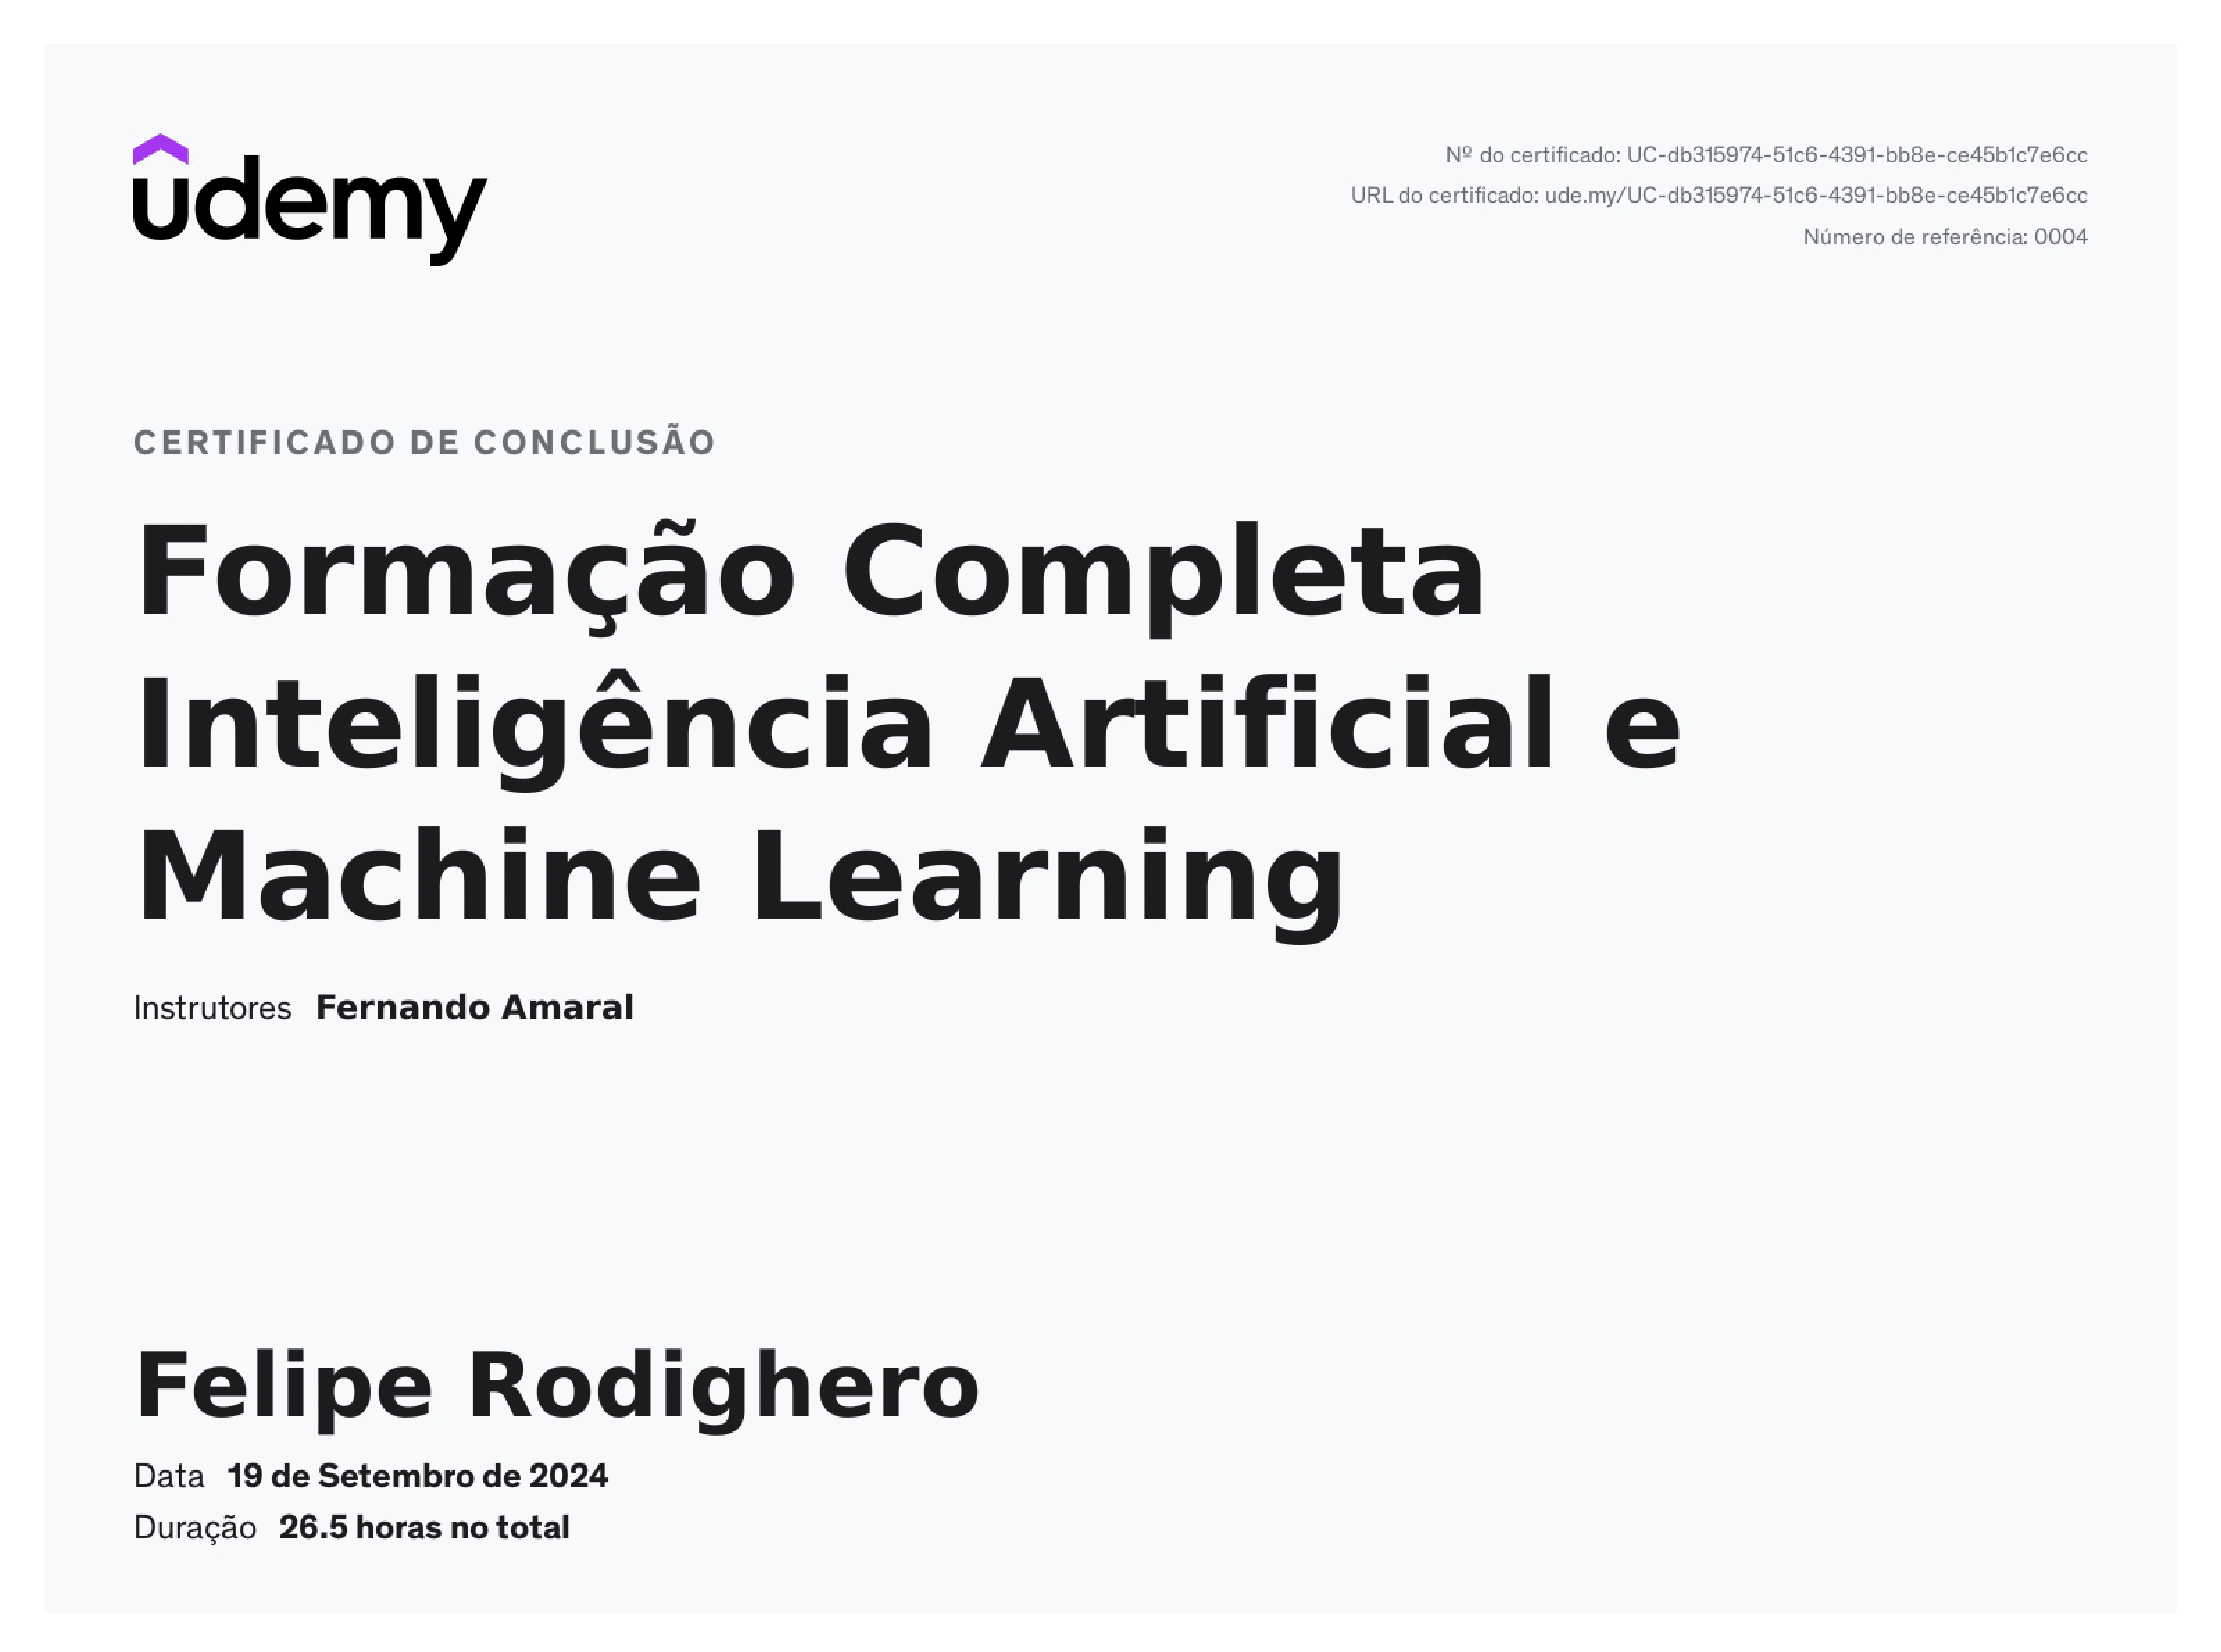 udemy
Nº do certificado: UC-db315974-51c6-4391-bb8e-ce45b1c7e6cc
URL do certificado: ude.my/UC-db315974-51c6-4391-bb8e-ce45b1c7e6cc
Número de referência: 0004
CERTIFICADO DE CONCLUSÃO
Formação Completa
Inteligência Artificial e
Machine Learning
Instrutores Fernando Amaral
Felipe Rodighero
Data 19 de Setembro de 2024
Duração 26.5 horas no total